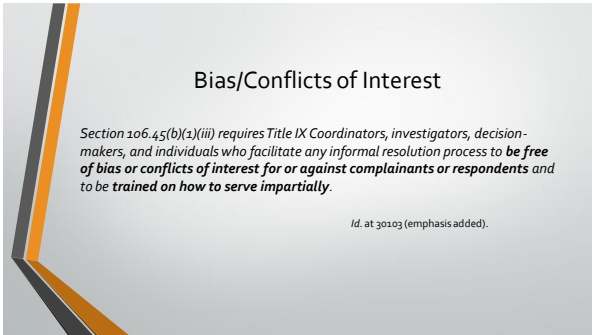 Bias/Conflicts of Interest
Section 106.45(b)(1)(iii) requires Title IX Coordinators, investigators, decision-
makers, and individuals who facilitate any informal resolution process to be free
of bias or conflicts of interest for or against complainants or respondents and
to be trained on how to serve impartially.
Id. at 30103 (emphasis added).